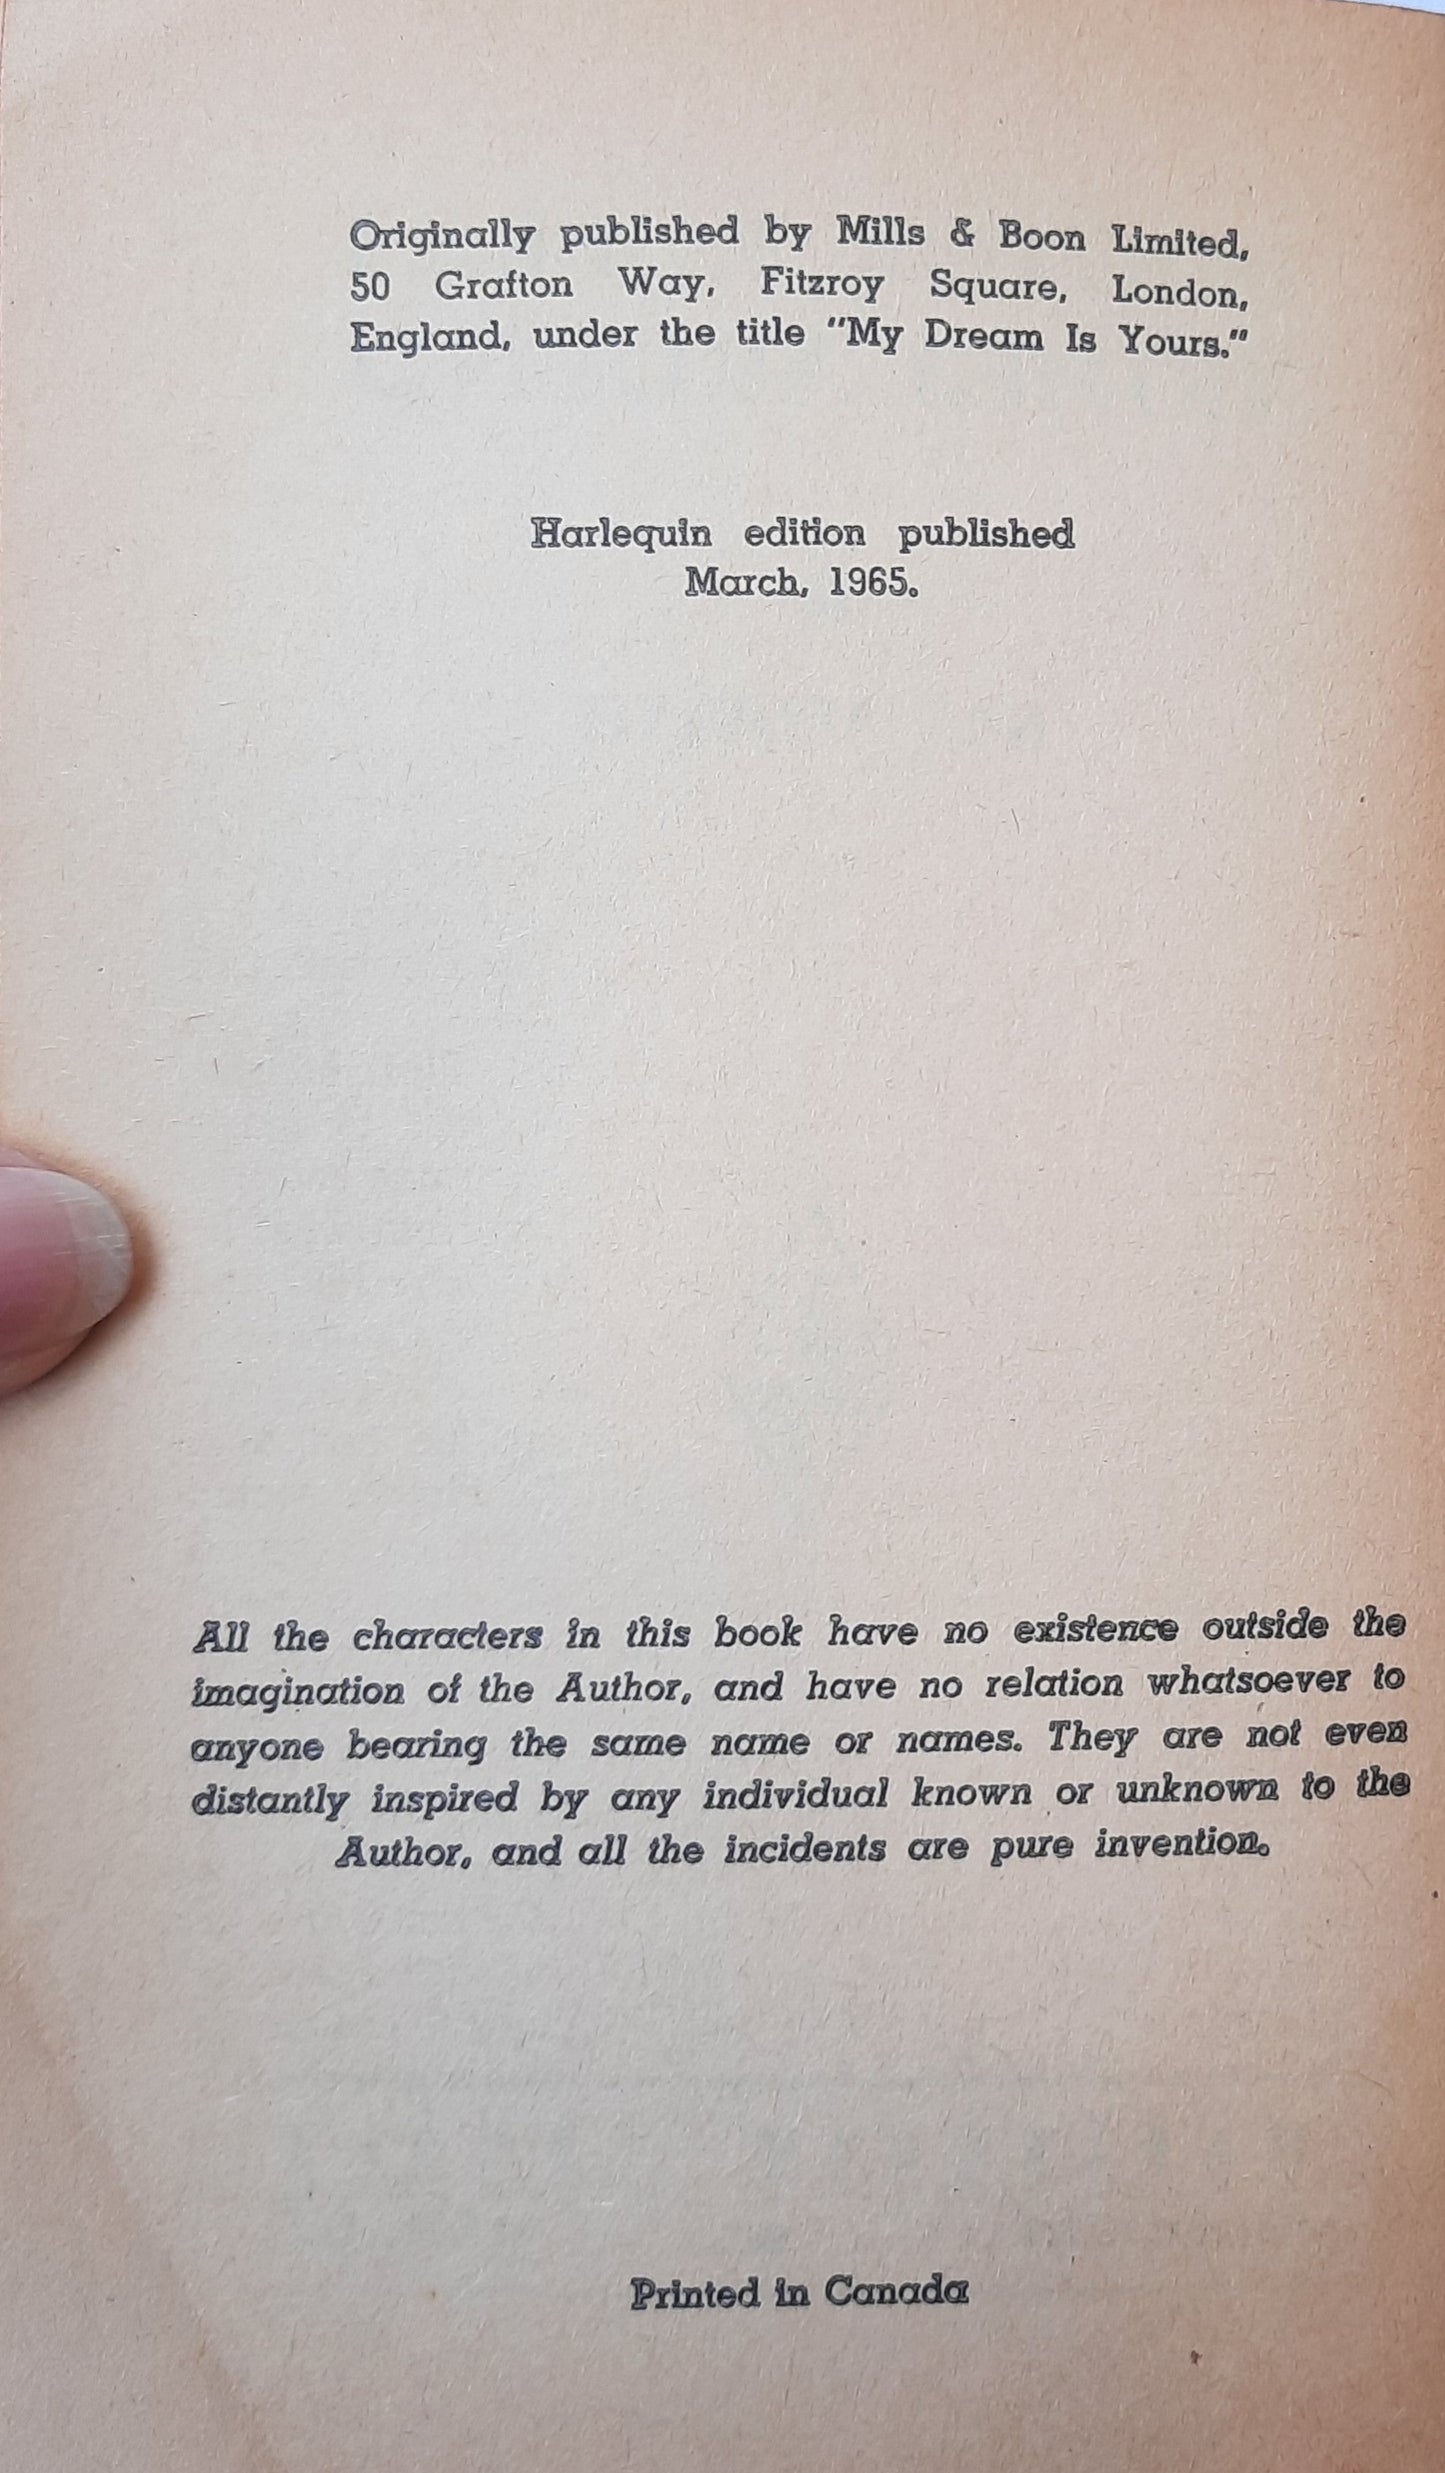 Originally published by Mills & Boon Limited,
50 Grafton Way, Fitzroy Square, London,
England, under the title "My Dream Is Yours."
Harlequin edition published
March, 1965.
All the characters in this book have no existence outside the
imagination of the Author, and have no relation whatsoever to
anyone bearing the same name or names. They are not even
distantly inspired by any individual known or unknown to the
Author, and all the incidents are pure invention.
Printed in Canada